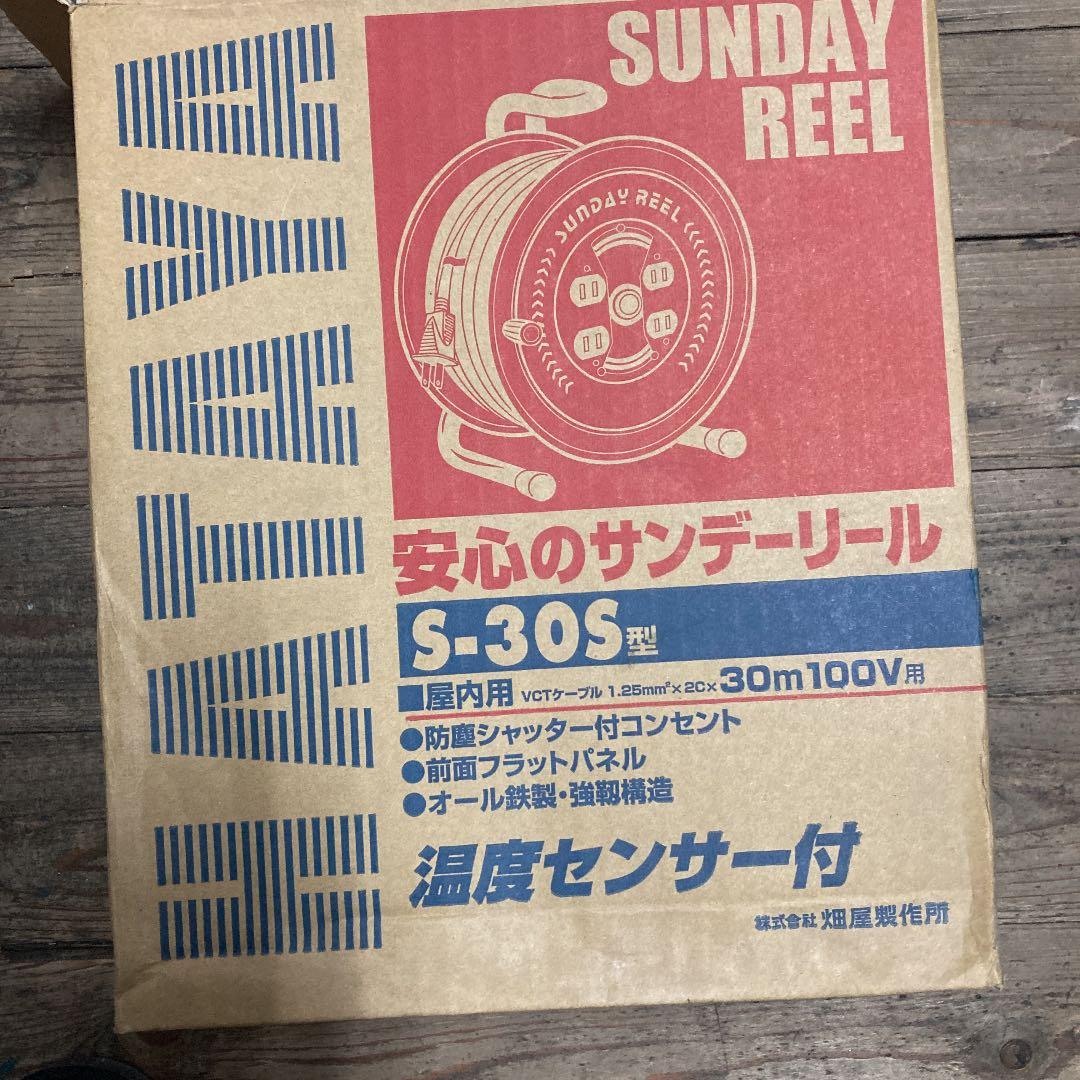 HATAYA
SUNDAY
REEL
SUNDAY REEL
安心のサンデーリール
S-30S型
■屋内用 VCTケーブル 1.25mm²×2C×30m100V用
●防塵シャッター付コンセント
●前面フラットパネル
●オール鉄製・強靱構造
温度センサー付
株式会社 畑屋製作所